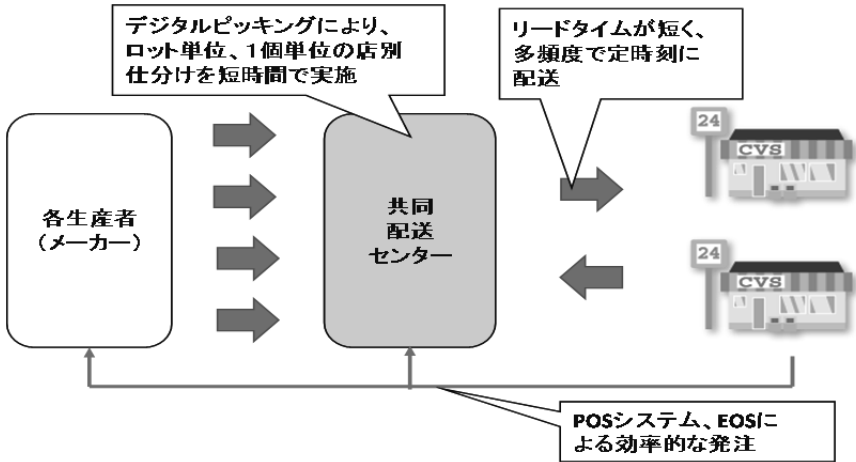 デジタルピッキングにより、
ロット単位、1個単位の店別
仕分けを短時間で実施
リードタイムが短く、
多頻度で定時刻に
配送
各生産者
(メーカー)
共同
配送
センター
24
CVS
24
CVS
POSシステム、EOSに
よる効率的な発注